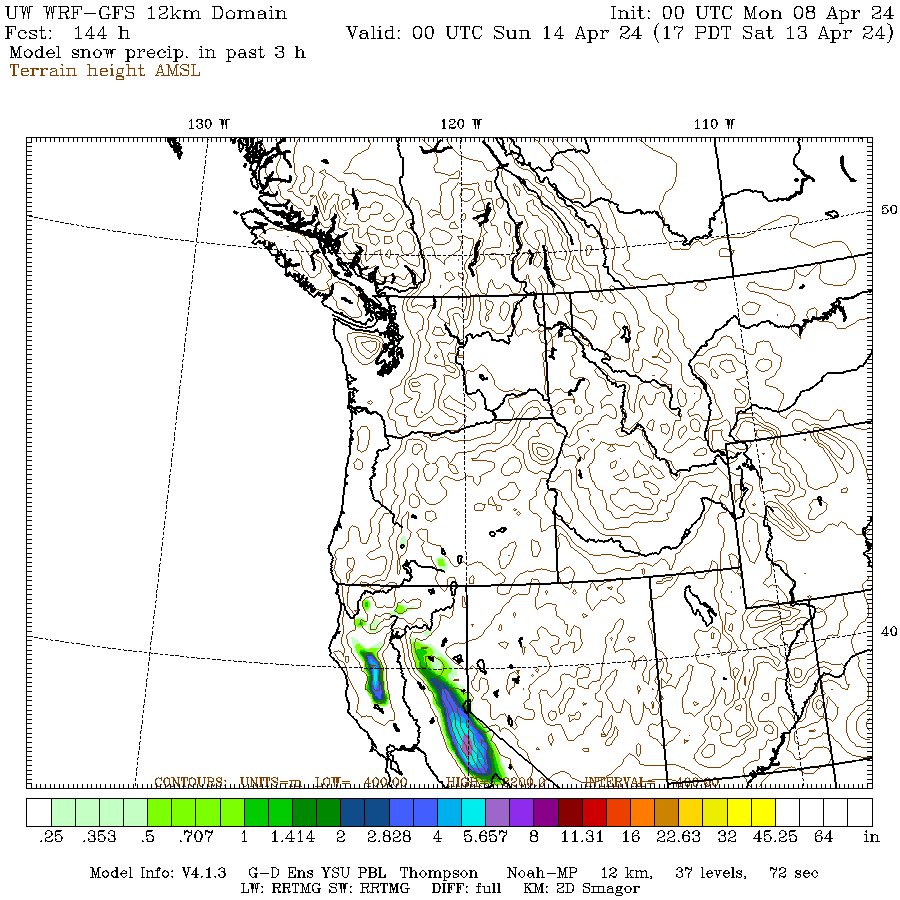 UW WRF-GFS 12km Domain Init: 00 UTC Mon 08 Apr 24
Fcst: 144 h Valid: 00 UTC Sun 14 Apr 24 (17 PDT Sat 13 Apr 24)
Model snow precip. in past 3 h
Terrain height AMSL
130 W 120 W 110 W
50
40
CONTOURS: UNITS=m LOW= 400.00 HIGH= 3200.0 INTERVAL= 400.00
.25 .353 .5 .707 1 1.414 2 2.828 4 5.657 8 11.31 16 22.63 32 45.25 64 in
Model Info: V4.1.3 G-D Ens YSU PBL Thompson Noah-MP 12 km, 37 levels, 72 sec
LW: RRTMG SW: RRTMG DIFF: full KM: 2D Smagor